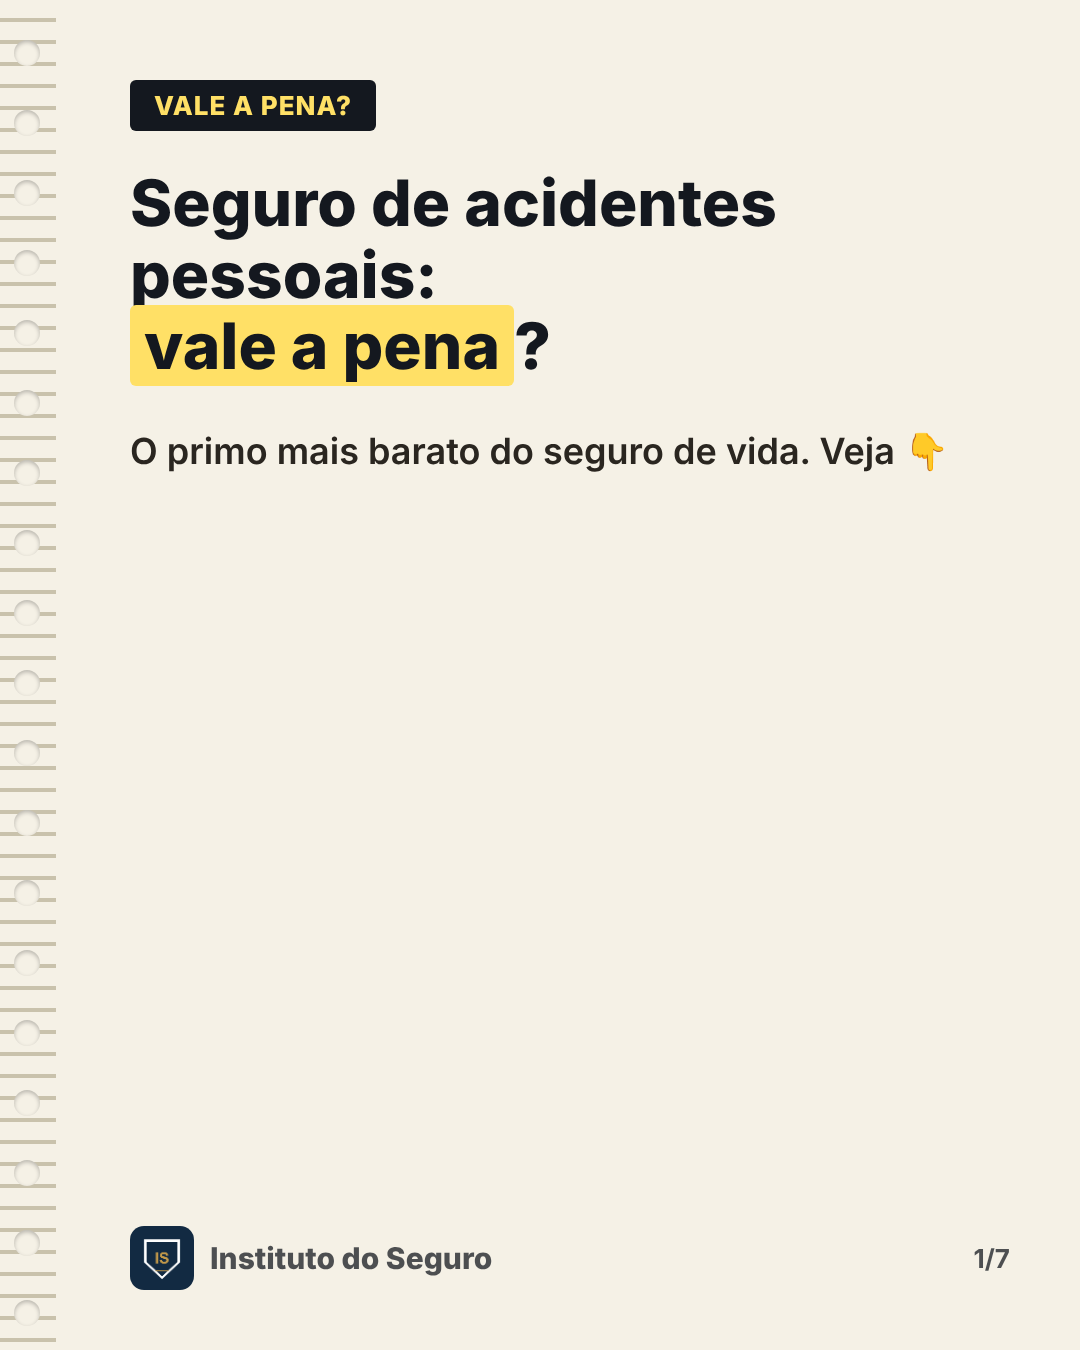 VALE A PENA?
Seguro de acidentes
pessoais:
vale a pena?
O primo mais barato do seguro de vida. Veja 👇
IS
Instituto do Seguro
1/7